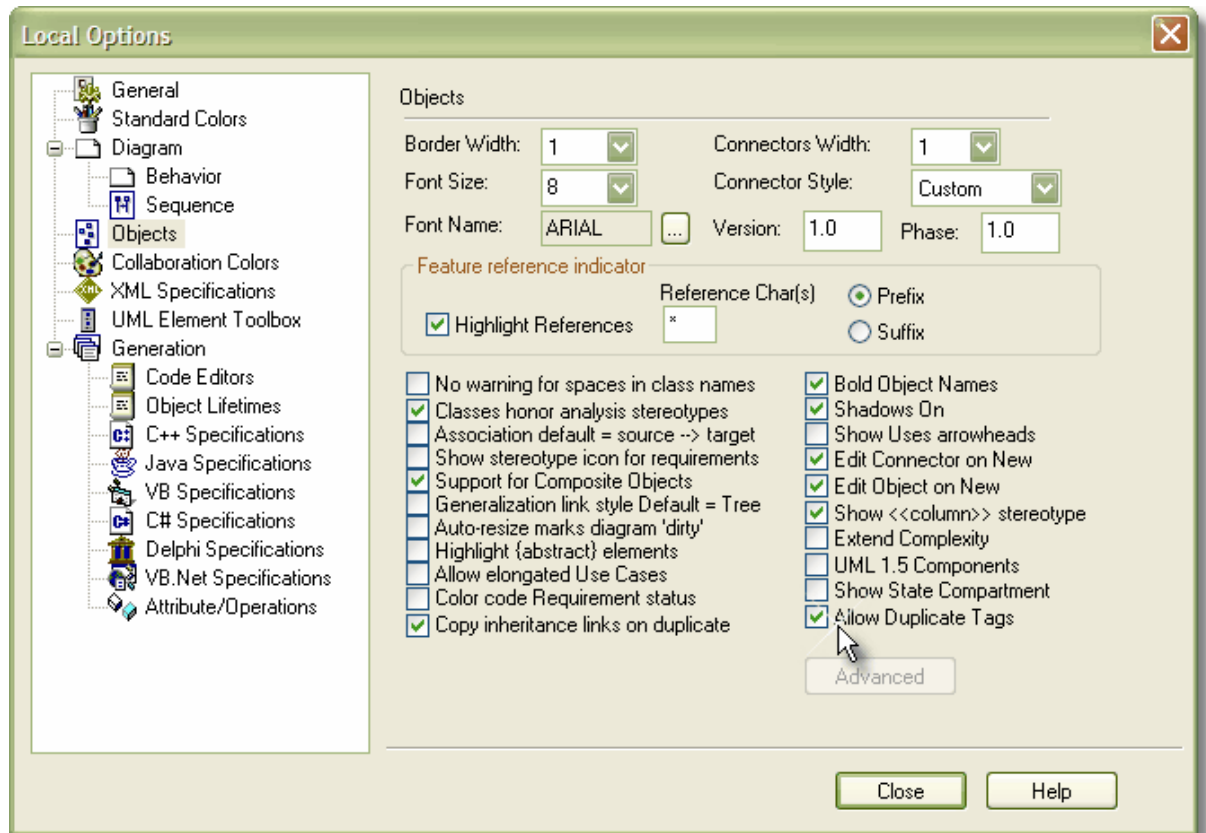 Local Options
General
Standard Colors
Diagram
Behavior
Sequence
Objects
Collaboration Colors
XML Specifications
UML Element Toolbox
Generation
Code Editors
Object Lifetimes
C++ Specifications
Java Specifications
VB Specifications
C# Specifications
Delphi Specifications
VB.Net Specifications
Attribute/Operations
Objects
Border Width: 1 Connectors Width: 1
Font Size: 8 Connector Style: Custom
Font Name: ARIAL ... Version: 1.0 Phase: 1.0
Feature reference indicator
Reference Char(s) Prefix
Highlight References * Suffix
No warning for spaces in class names
Classes honor analysis stereotypes
Association default = source --> target
Show stereotype icon for requirements
Support for Composite Objects
Generalization link style Default = Tree
Auto-resize marks diagram 'dirty'
Highlight {abstract} elements
Allow elongated Use Cases
Color code Requirement status
Copy inheritance links on duplicate
Bold Object Names
Shadows On
Show Uses arrowheads
Edit Connector on New
Edit Object on New
Show <<column>> stereotype
Extend Complexity
UML 1.5 Components
Show State Compartment
Allow Duplicate Tags
Advanced
Close Help